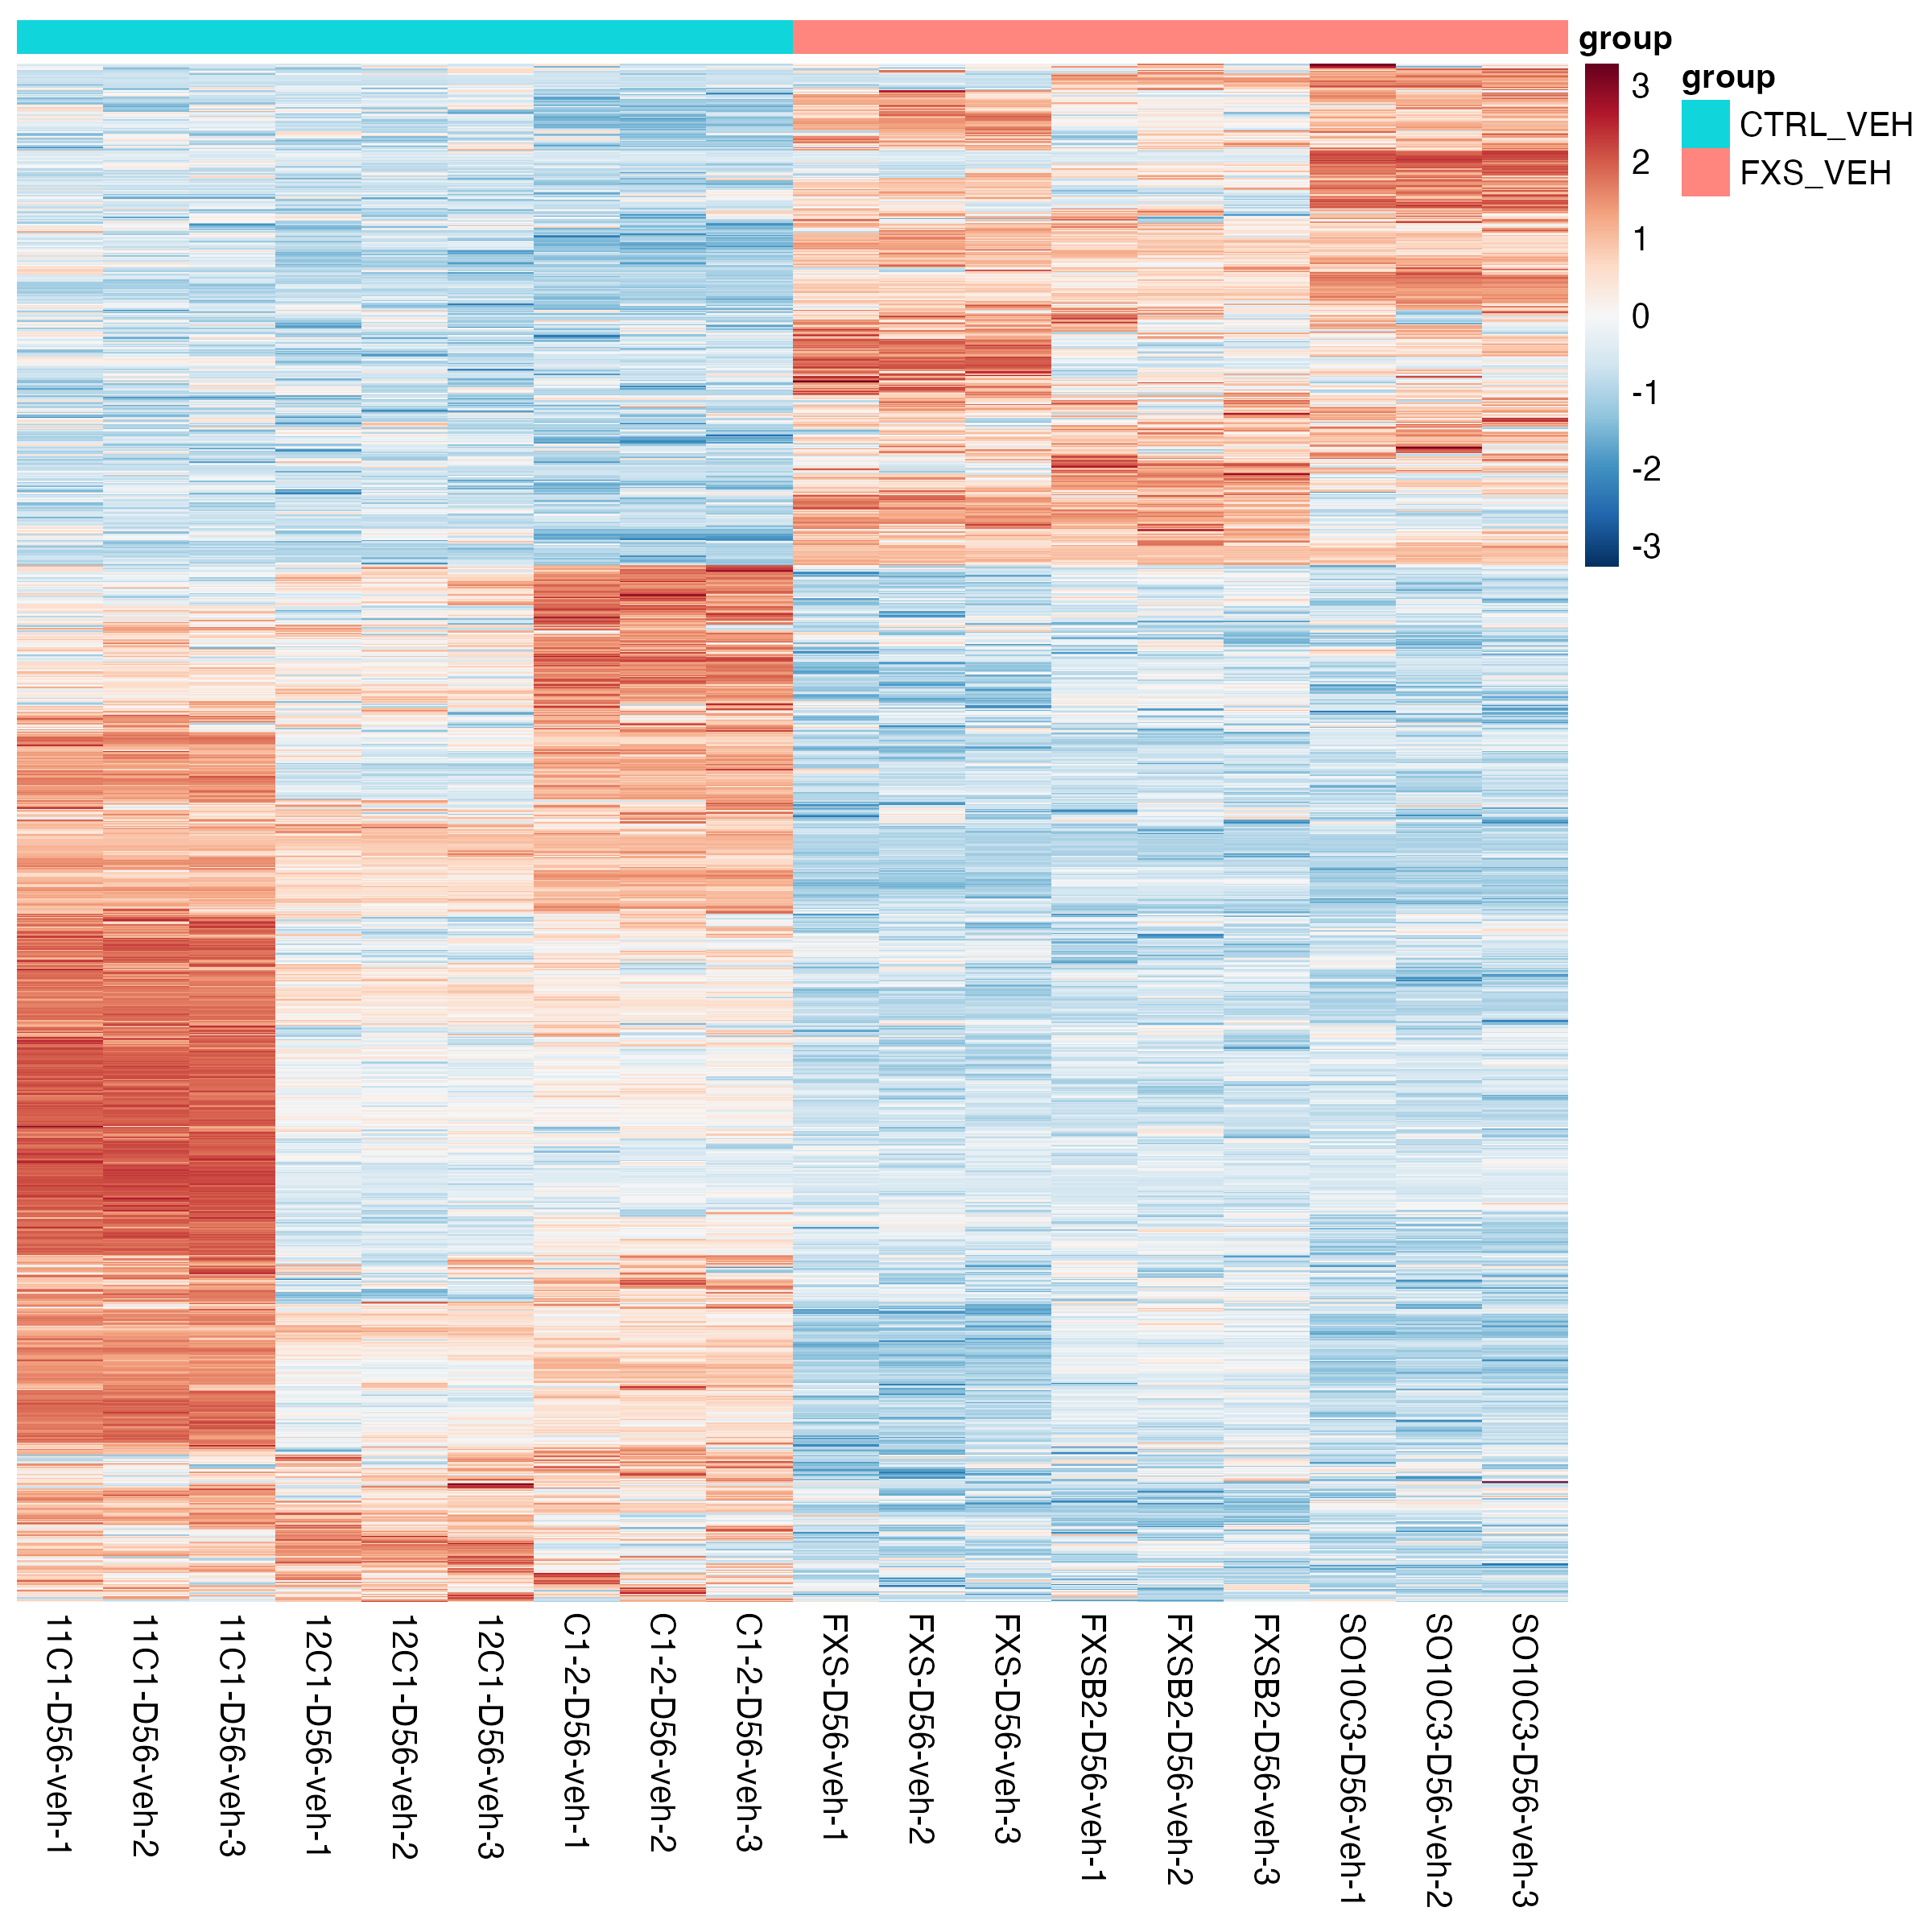 group
3
2
1
0
-1
-2
-3
group
CTRL_VEH
FXS_VEH
11C1-D56-veh-1
11C1-D56-veh-2
11C1-D56-veh-3
12C1-D56-veh-1
12C1-D56-veh-2
12C1-D56-veh-3
C1-2-D56-veh-1
C1-2-D56-veh-2
C1-2-D56-veh-3
FXS-D56-veh-1
FXS-D56-veh-2
FXS-D56-veh-3
FXSB2-D56-veh-1
FXSB2-D56-veh-2
FXSB2-D56-veh-3
SO10C3-D56-veh-1
SO10C3-D56-veh-2
SO10C3-D56-veh-3